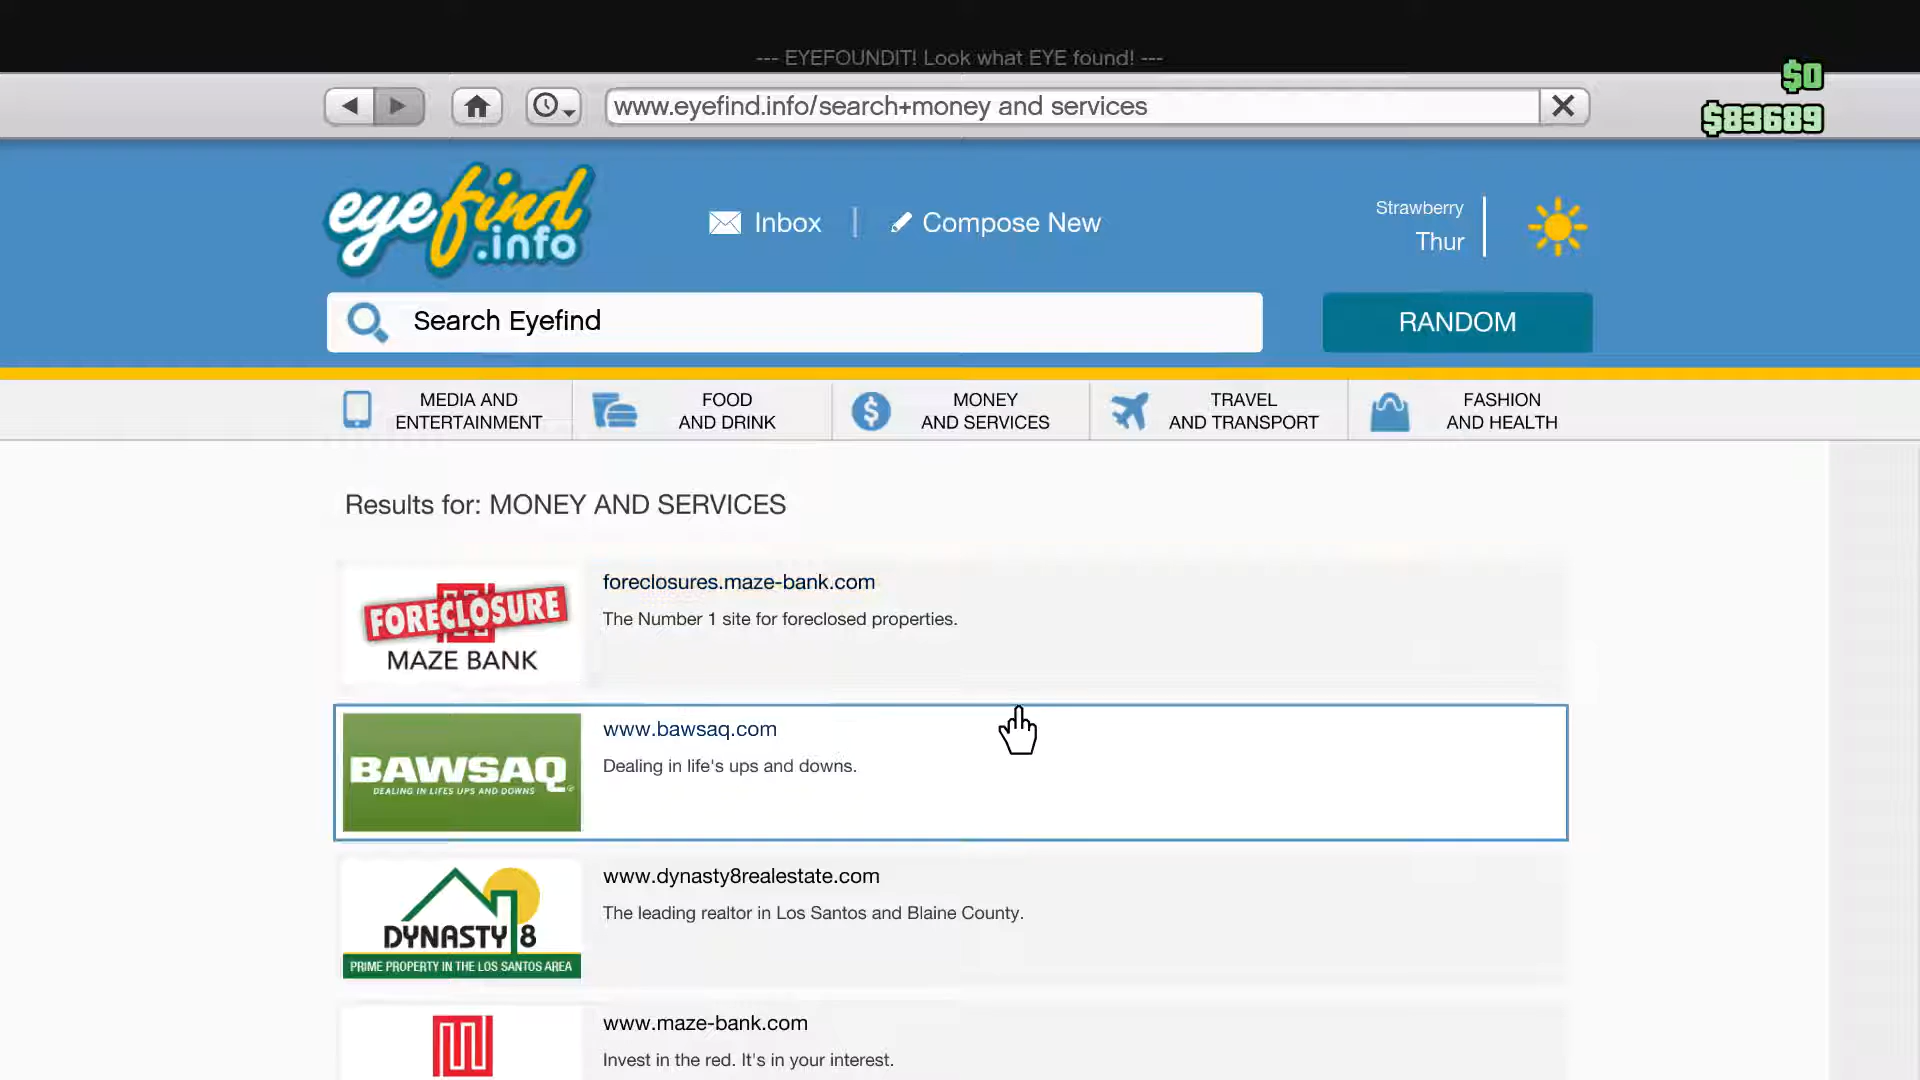 --- EYEFOUNDIT! Look what EYE found! ---
$0
www.eyefind.info/search+money and services
$83689
eyefind
.info
Inbox
Compose New
Strawberry
Thur
Search Eyefind
RANDOM
MEDIA AND
ENTERTAINMENT
FOOD
AND DRINK
MONEY
AND SERVICES
TRAVEL
AND TRANSPORT
FASHION
AND HEALTH
Results for: MONEY AND SERVICES
FORECLOSURE
MAZE BANK
foreclosures.maze-bank.com
The Number 1 site for foreclosed properties.
BAWSAQ
DEALING IN LIFES UPS AND DOWNS
www.bawsaq.com
Dealing in life's ups and downs.
DYNASTY 8
PRIME PROPERTY IN THE LOS SANTOS AREA
www.dynasty8realestate.com
The leading realtor in Los Santos and Blaine County.
www.maze-bank.com
Invest in the red. It's in your interest.